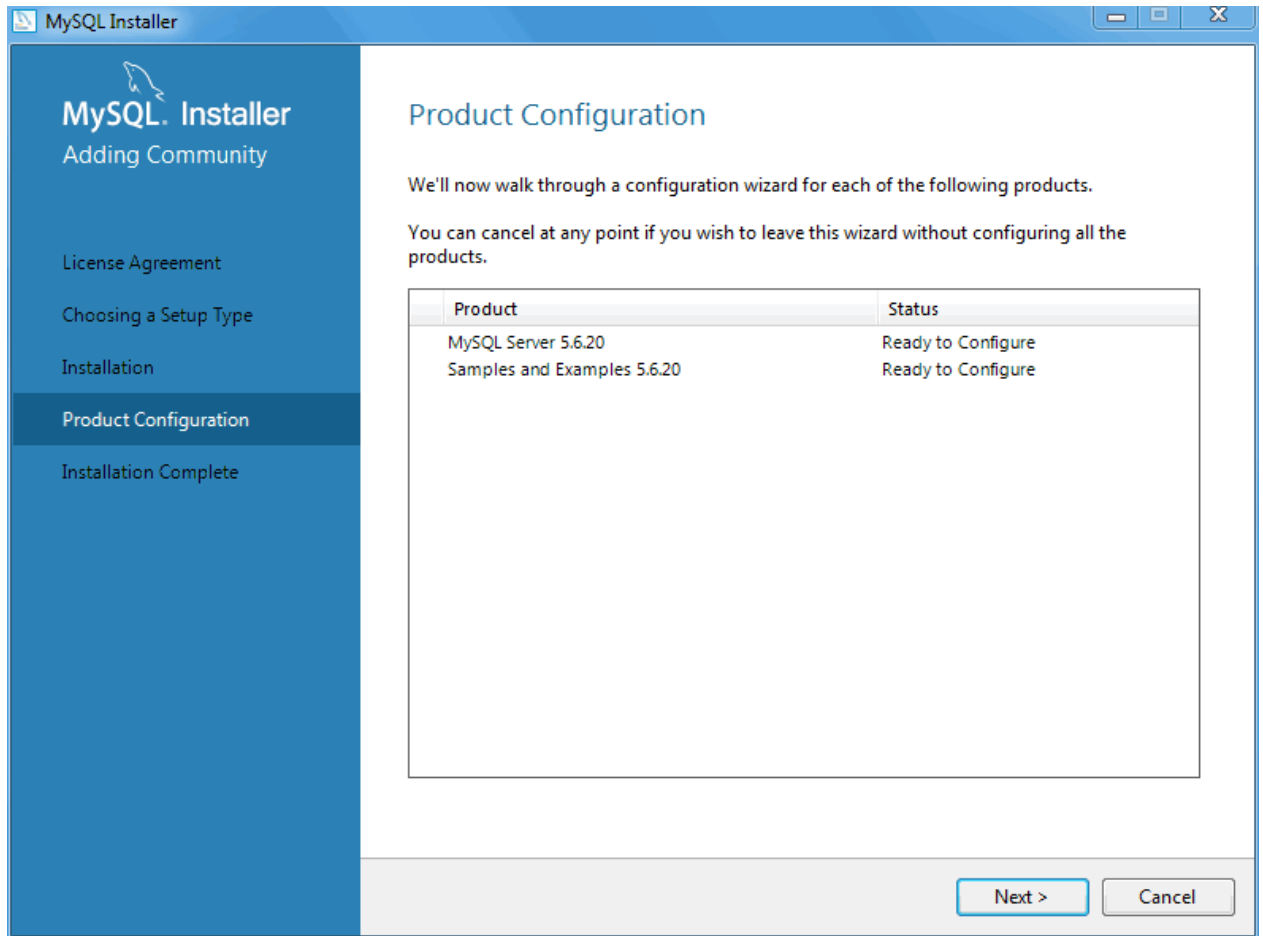 MySQL Installer
MySQL. Installer
Adding Community
License Agreement
Choosing a Setup Type
Installation
Product Configuration
Installation Complete
Product Configuration
We'll now walk through a configuration wizard for each of the following products.
You can cancel at any point if you wish to leave this wizard without configuring all the
products.
Product Status
MySQL Server 5.6.20 Ready to Configure
Samples and Examples 5.6.20 Ready to Configure
Next > Cancel